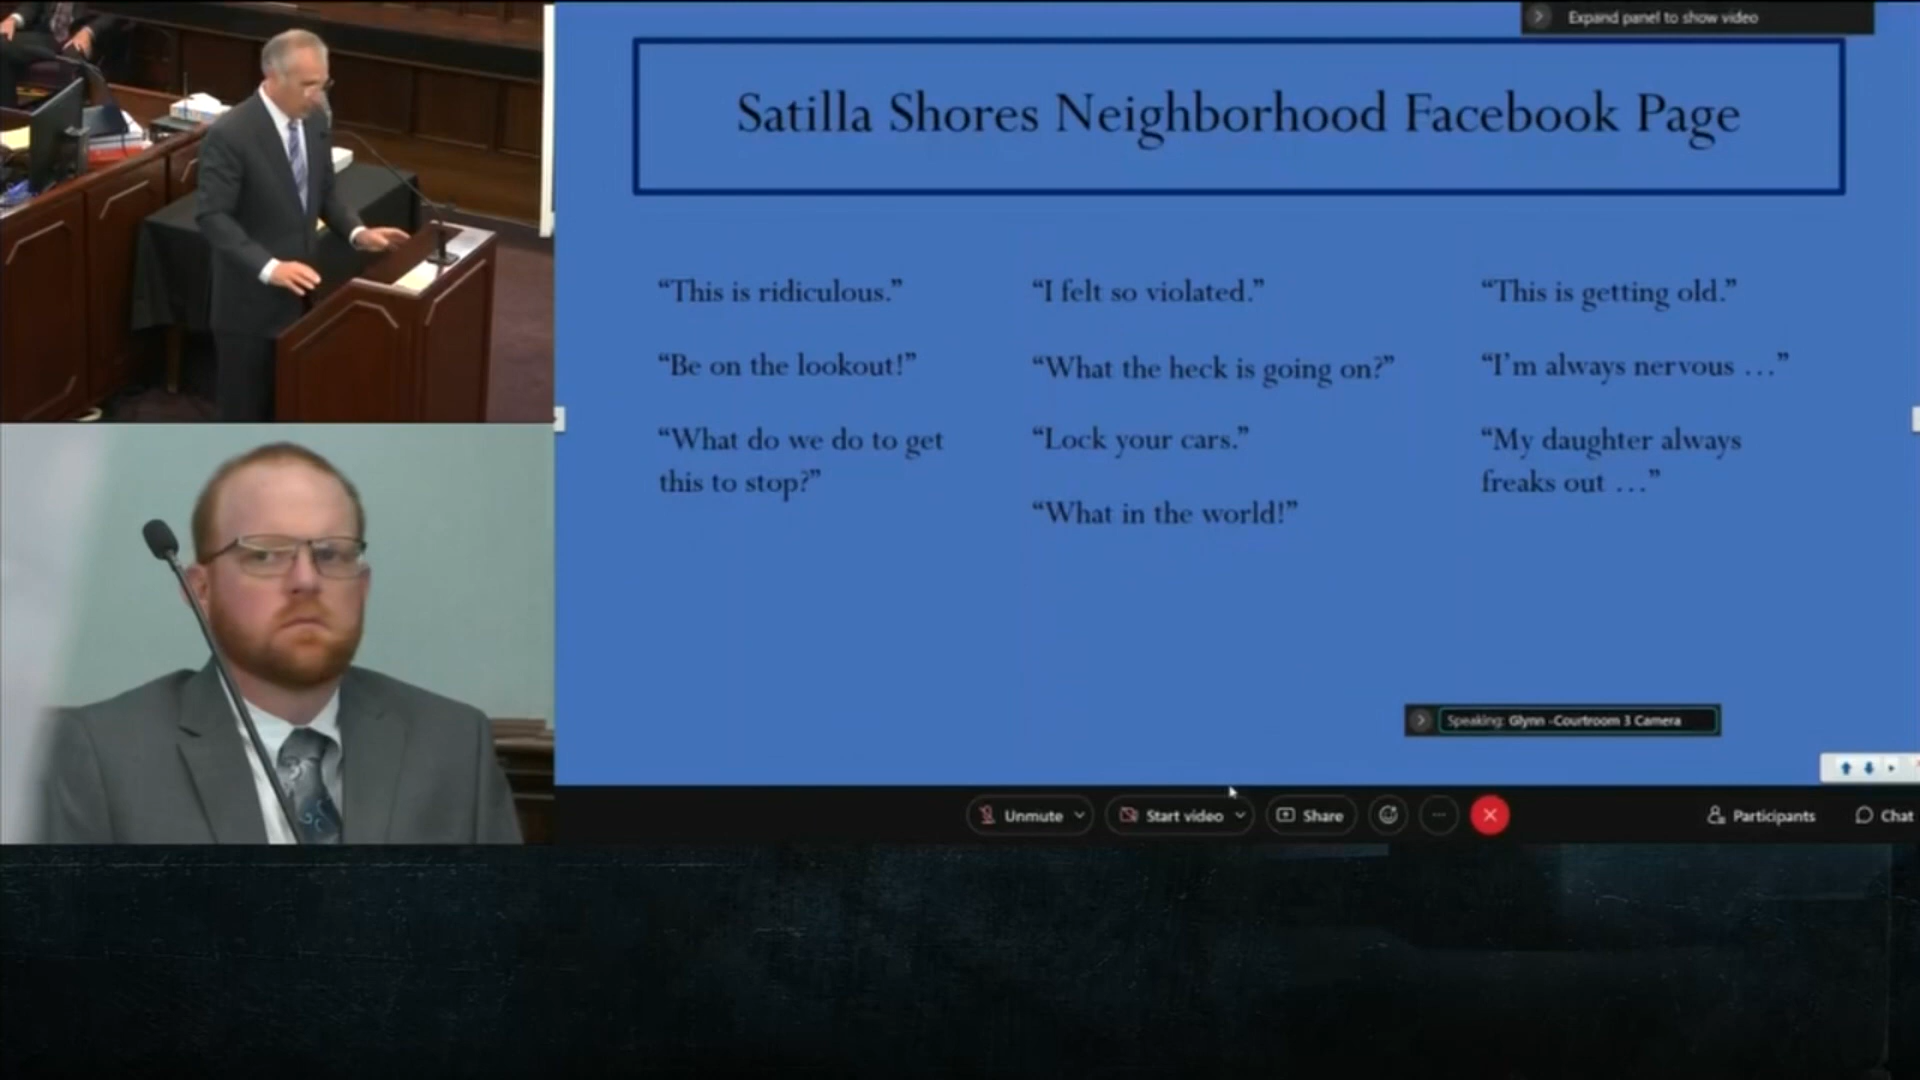 Expand panel to show video
Satilla Shores Neighborhood Facebook Page
“This is ridiculous.”
“Be on the lookout!”
“What do we do to get
this to stop?”
“I felt so violated.”
“What the heck is going on?”
“Lock your cars.”
“What in the world!”
“This is getting old.”
“I’m always nervous …”
“My daughter always
freaks out …”
Speaking: Glynn -Courtroom 3 Camera
Unmute
Start video
Share
Participants
Chat